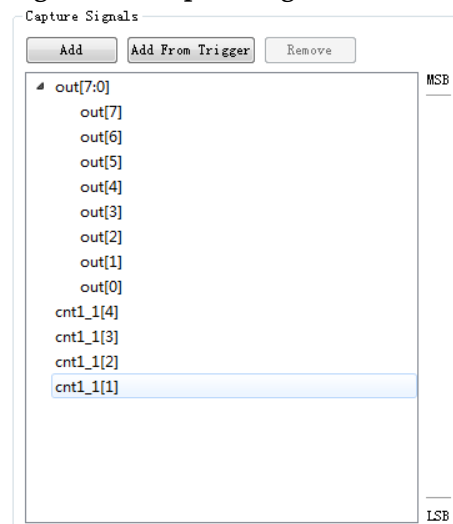 Capture Signals
Add Add From Trigger Remove
MSB
out[7:0]
out[7]
out[6]
out[5]
out[4]
out[3]
out[2]
out[1]
out[0]
cnt1_1[4]
cnt1_1[3]
cnt1_1[2]
cnt1_1[1]
LSB